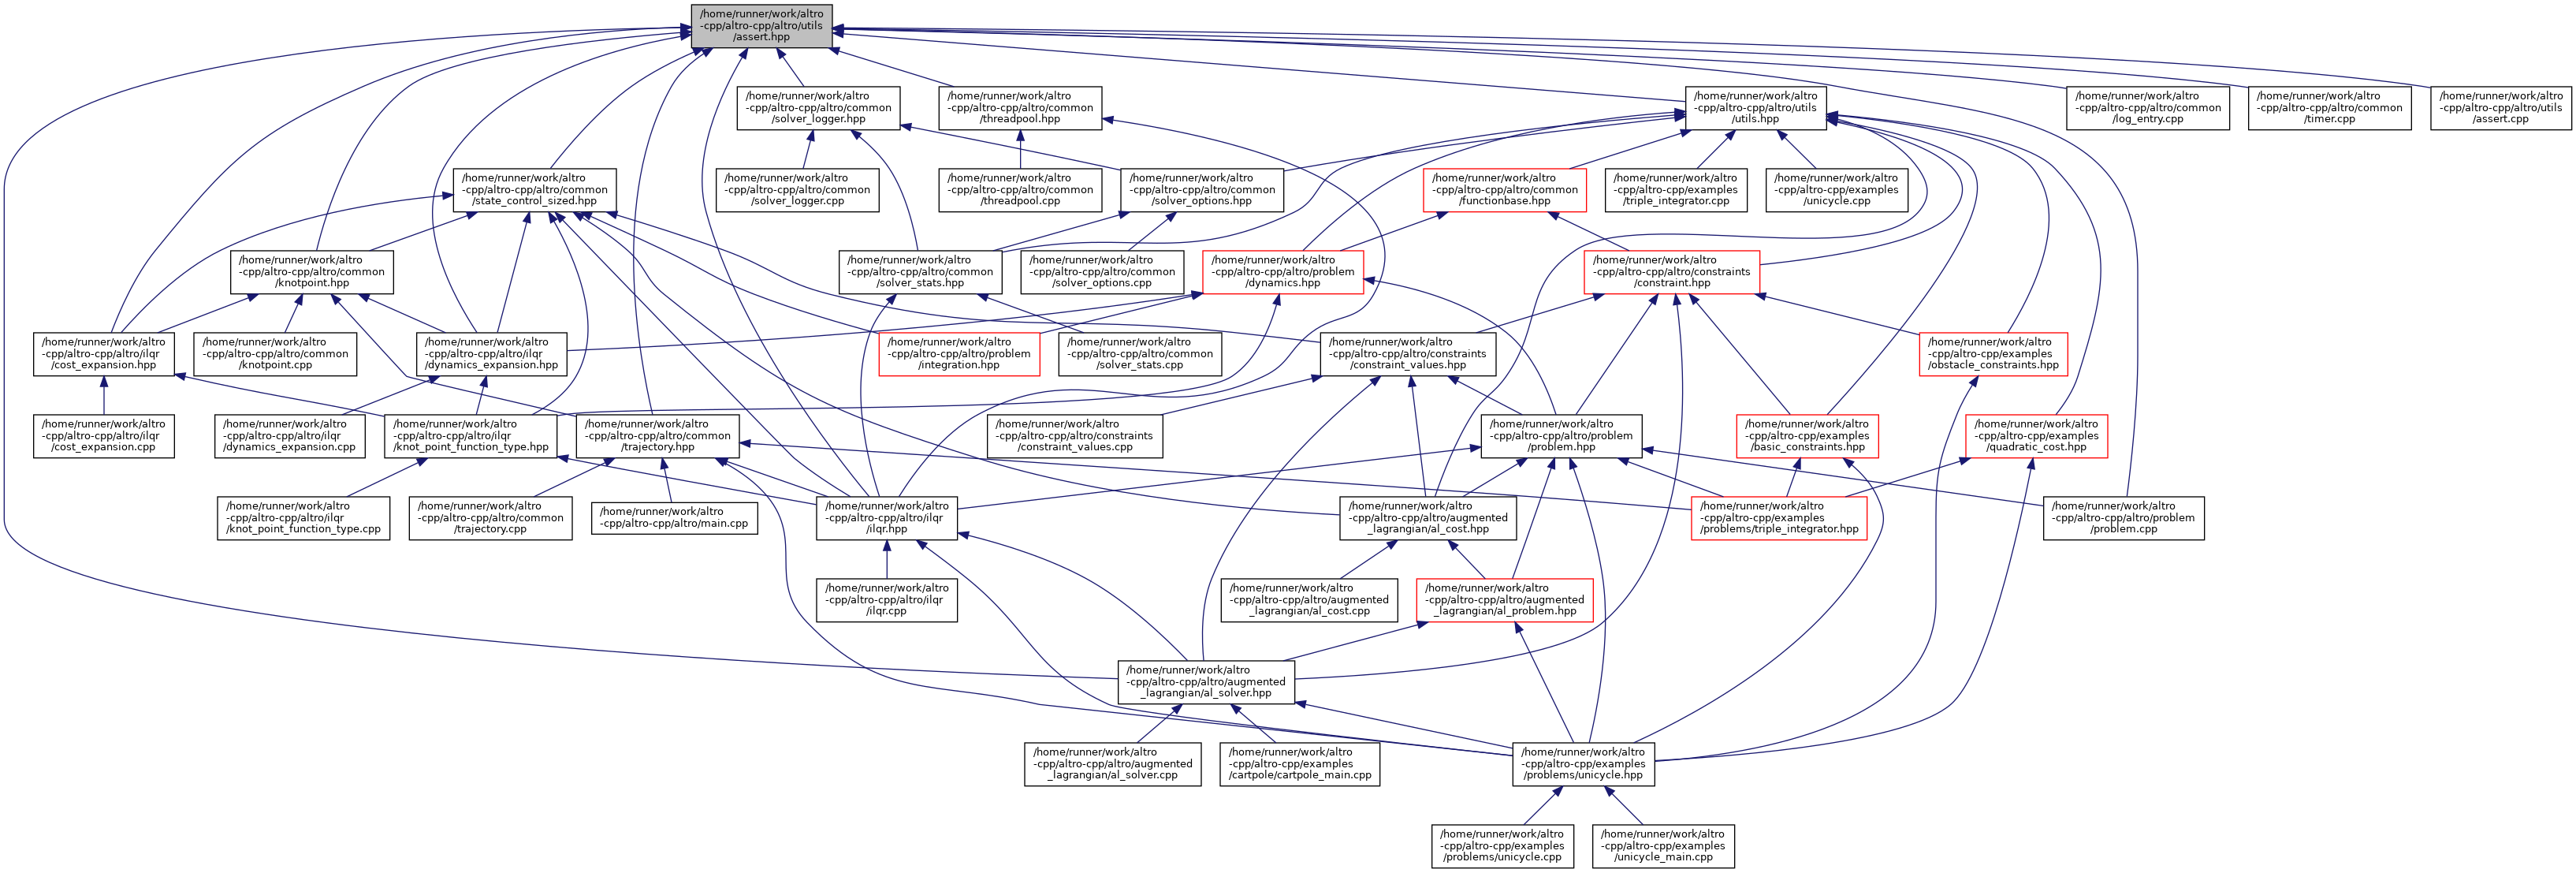 /home/runner/work/altro
-cpp/altro-cpp/altro/utils
/assert.hpp
/home/runner/work/altro
-cpp/altro-cpp/altro/common
/solver_logger.hpp
/home/runner/work/altro
-cpp/altro-cpp/altro/common
/threadpool.hpp
/home/runner/work/altro
-cpp/altro-cpp/altro/utils
/utils.hpp
/home/runner/work/altro
-cpp/altro-cpp/altro/common
/log_entry.cpp
/home/runner/work/altro
-cpp/altro-cpp/altro/common
/timer.cpp
/home/runner/work/altro
-cpp/altro-cpp/altro/utils
/assert.cpp
/home/runner/work/altro
-cpp/altro-cpp/altro/common
/state_control_sized.hpp
/home/runner/work/altro
-cpp/altro-cpp/altro/common
/solver_logger.cpp
/home/runner/work/altro
-cpp/altro-cpp/altro/common
/threadpool.cpp
/home/runner/work/altro
-cpp/altro-cpp/altro/common
/solver_options.hpp
/home/runner/work/altro
-cpp/altro-cpp/altro/common
/functionbase.hpp
/home/runner/work/altro
-cpp/altro-cpp/examples
/triple_integrator.cpp
/home/runner/work/altro
-cpp/altro-cpp/examples
/unicycle.cpp
/home/runner/work/altro
-cpp/altro-cpp/altro/common
/knotpoint.hpp
/home/runner/work/altro
-cpp/altro-cpp/altro/common
/solver_stats.hpp
/home/runner/work/altro
-cpp/altro-cpp/altro/common
/solver_options.cpp
/home/runner/work/altro
-cpp/altro-cpp/altro/problem
/dynamics.hpp
/home/runner/work/altro
-cpp/altro-cpp/altro/constraints
/constraint.hpp
/home/runner/work/altro
-cpp/altro-cpp/altro/ilqr
/cost_expansion.hpp
/home/runner/work/altro
-cpp/altro-cpp/altro/common
/knotpoint.cpp
/home/runner/work/altro
-cpp/altro-cpp/altro/ilqr
/dynamics_expansion.hpp
/home/runner/work/altro
-cpp/altro-cpp/altro/problem
/integration.hpp
/home/runner/work/altro
-cpp/altro-cpp/altro/common
/solver_stats.cpp
/home/runner/work/altro
-cpp/altro-cpp/altro/constraints
/constraint_values.hpp
/home/runner/work/altro
-cpp/altro-cpp/examples
/obstacle_constraints.hpp
/home/runner/work/altro
-cpp/altro-cpp/altro/ilqr
/cost_expansion.cpp
/home/runner/work/altro
-cpp/altro-cpp/altro/ilqr
/dynamics_expansion.cpp
/home/runner/work/altro
-cpp/altro-cpp/altro/ilqr
/knot_point_function_type.hpp
/home/runner/work/altro
-cpp/altro-cpp/altro/common
/trajectory.hpp
/home/runner/work/altro
-cpp/altro-cpp/altro/constraints
/constraint_values.cpp
/home/runner/work/altro
-cpp/altro-cpp/altro/problem
/problem.hpp
/home/runner/work/altro
-cpp/altro-cpp/examples
/basic_constraints.hpp
/home/runner/work/altro
-cpp/altro-cpp/examples
/quadratic_cost.hpp
/home/runner/work/altro
-cpp/altro-cpp/altro/ilqr
/knot_point_function_type.cpp
/home/runner/work/altro
-cpp/altro-cpp/altro/common
/trajectory.cpp
/home/runner/work/altro
-cpp/altro-cpp/altro/main.cpp
/home/runner/work/altro
-cpp/altro-cpp/altro/ilqr
/ilqr.hpp
/home/runner/work/altro
-cpp/altro-cpp/altro/augmented
_lagrangian/al_cost.hpp
/home/runner/work/altro
-cpp/altro-cpp/examples
/problems/triple_integrator.hpp
/home/runner/work/altro
-cpp/altro-cpp/altro/problem
/problem.cpp
/home/runner/work/altro
-cpp/altro-cpp/altro/ilqr
/ilqr.cpp
/home/runner/work/altro
-cpp/altro-cpp/altro/augmented
_lagrangian/al_cost.cpp
/home/runner/work/altro
-cpp/altro-cpp/altro/augmented
_lagrangian/al_problem.hpp
/home/runner/work/altro
-cpp/altro-cpp/altro/augmented
_lagrangian/al_solver.hpp
/home/runner/work/altro
-cpp/altro-cpp/altro/augmented
_lagrangian/al_solver.cpp
/home/runner/work/altro
-cpp/altro-cpp/examples
/cartpole/cartpole_main.cpp
/home/runner/work/altro
-cpp/altro-cpp/examples
/problems/unicycle.hpp
/home/runner/work/altro
-cpp/altro-cpp/examples
/problems/unicycle.cpp
/home/runner/work/altro
-cpp/altro-cpp/examples
/unicycle_main.cpp